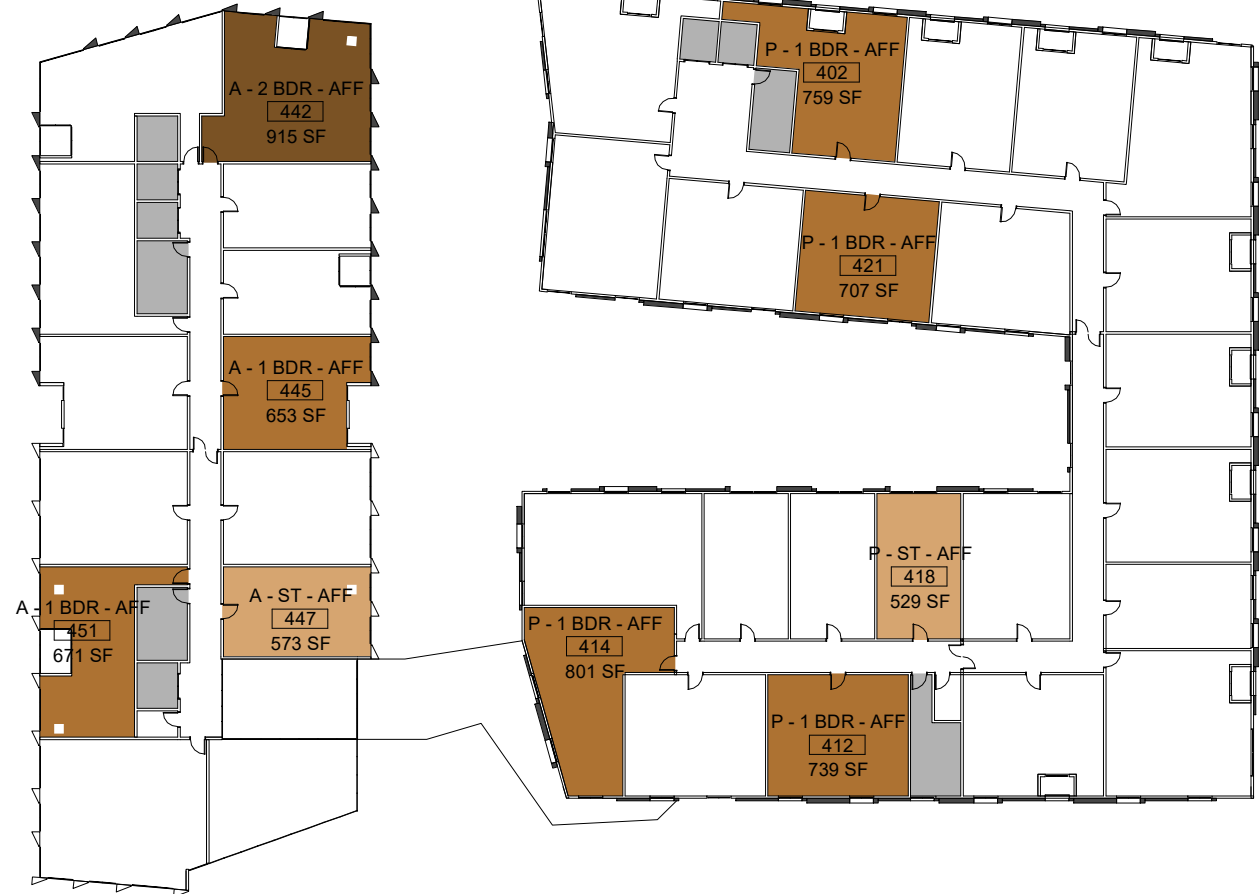 A - 2 BDR - AFF
442
915 SF
A - 1 BDR - AFF
445
653 SF
A - 1 BDR - AFF
451
671 SF
A - ST - AFF
447
573 SF
P - 1 BDR - AFF
402
759 SF
P - 1 BDR - AFF
421
707 SF
P - ST - AFF
418
529 SF
P - 1 BDR - AFF
414
801 SF
P - 1 BDR - AFF
412
739 SF